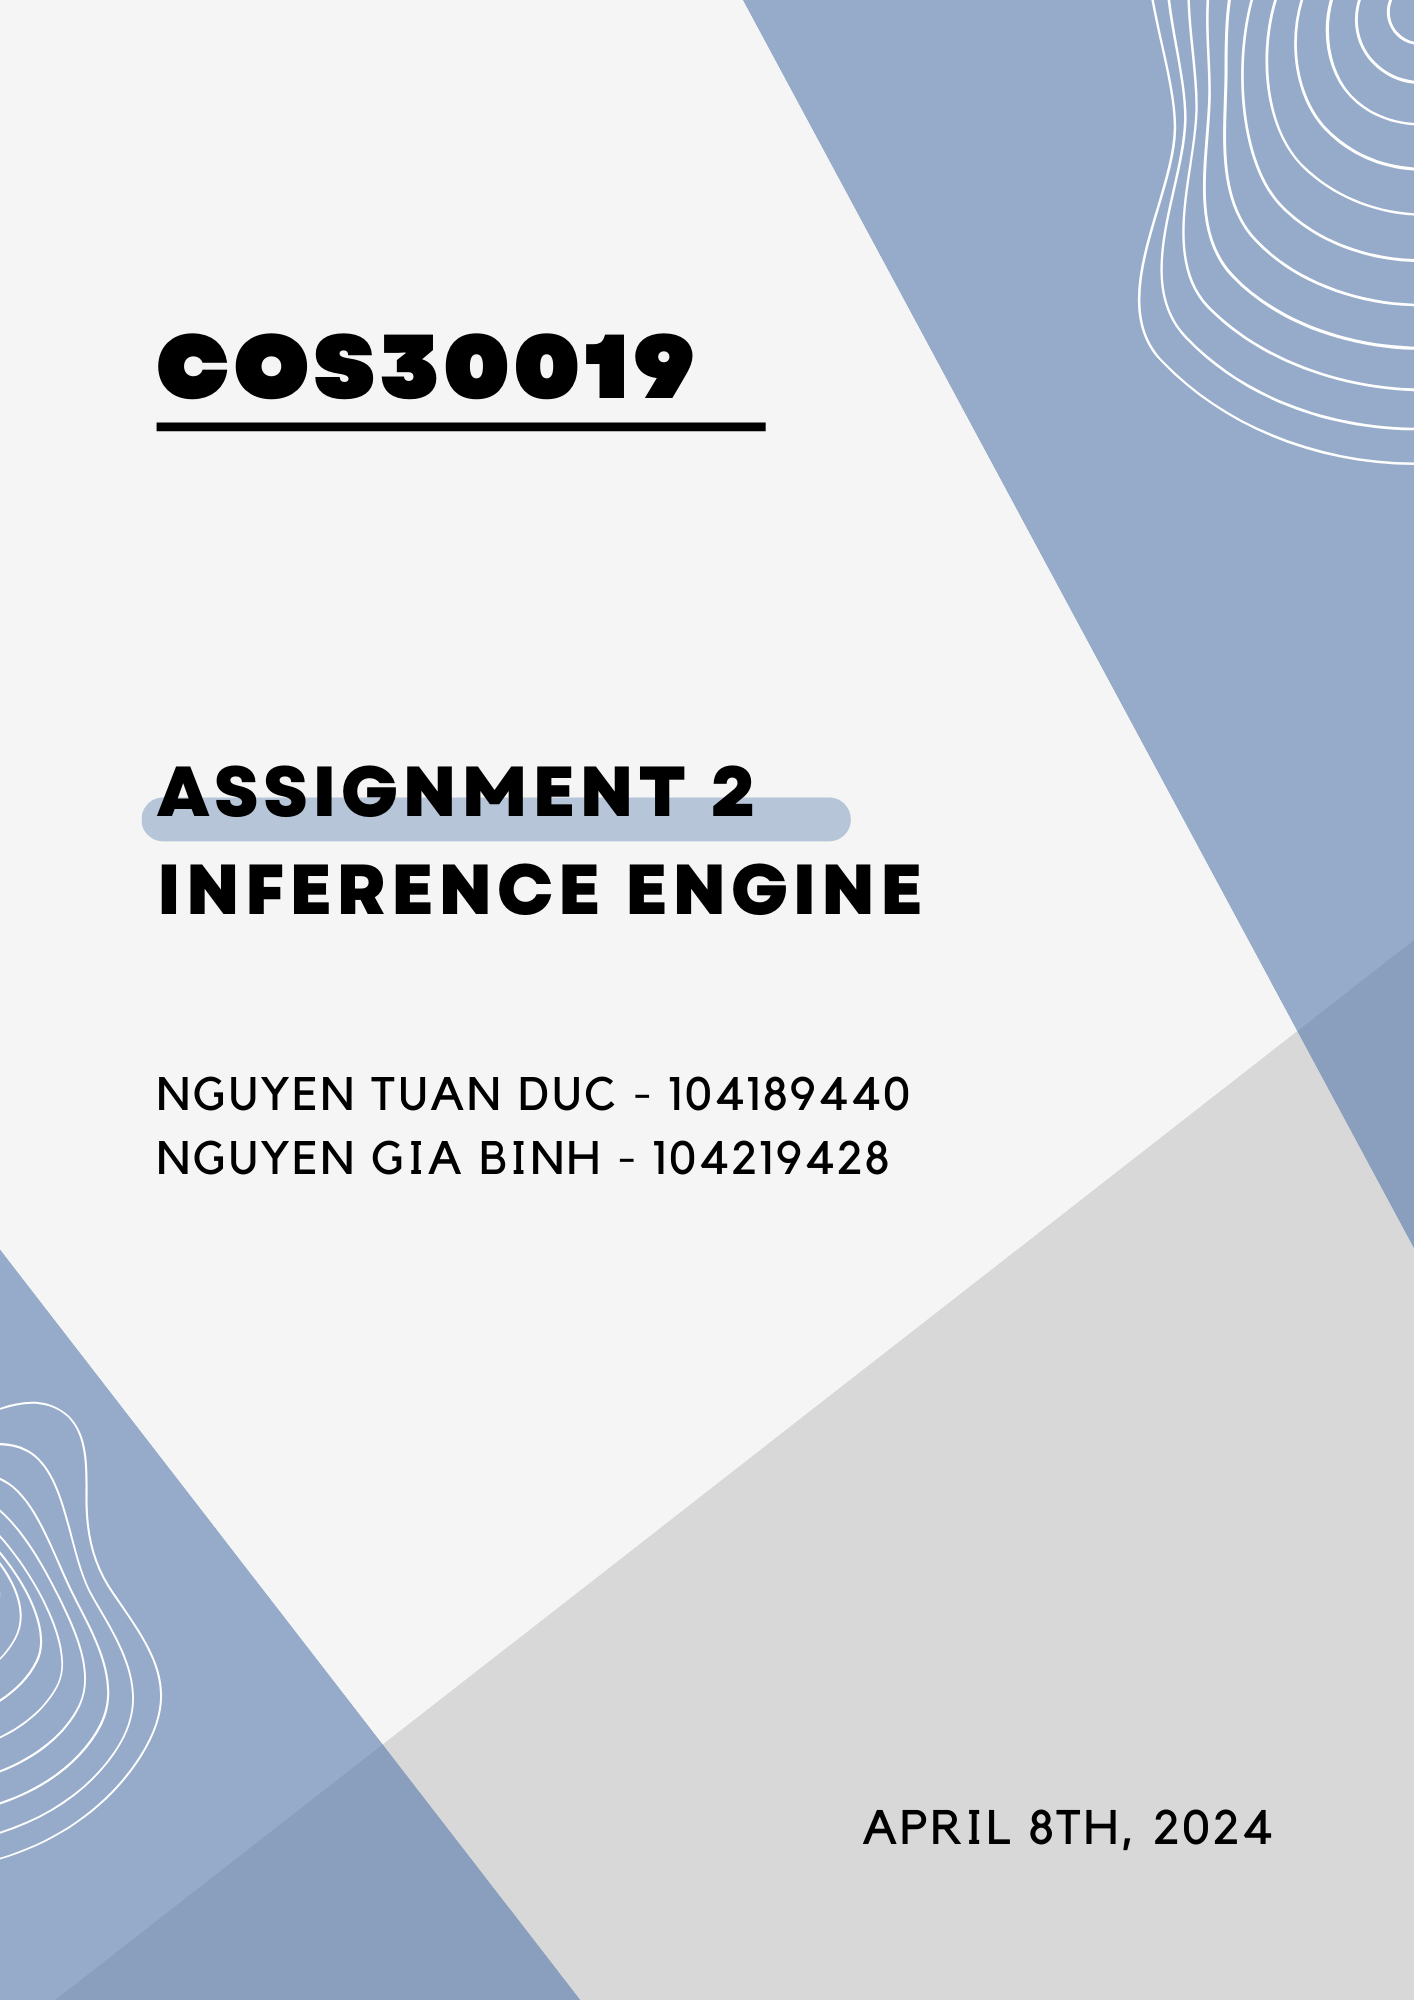 COS30019
ASSIGNMENT 2
INFERENCE ENGINE
NGUYEN TUAN DUC - 104189440
NGUYEN GIA BINH - 104219428
APRIL 8TH, 2024